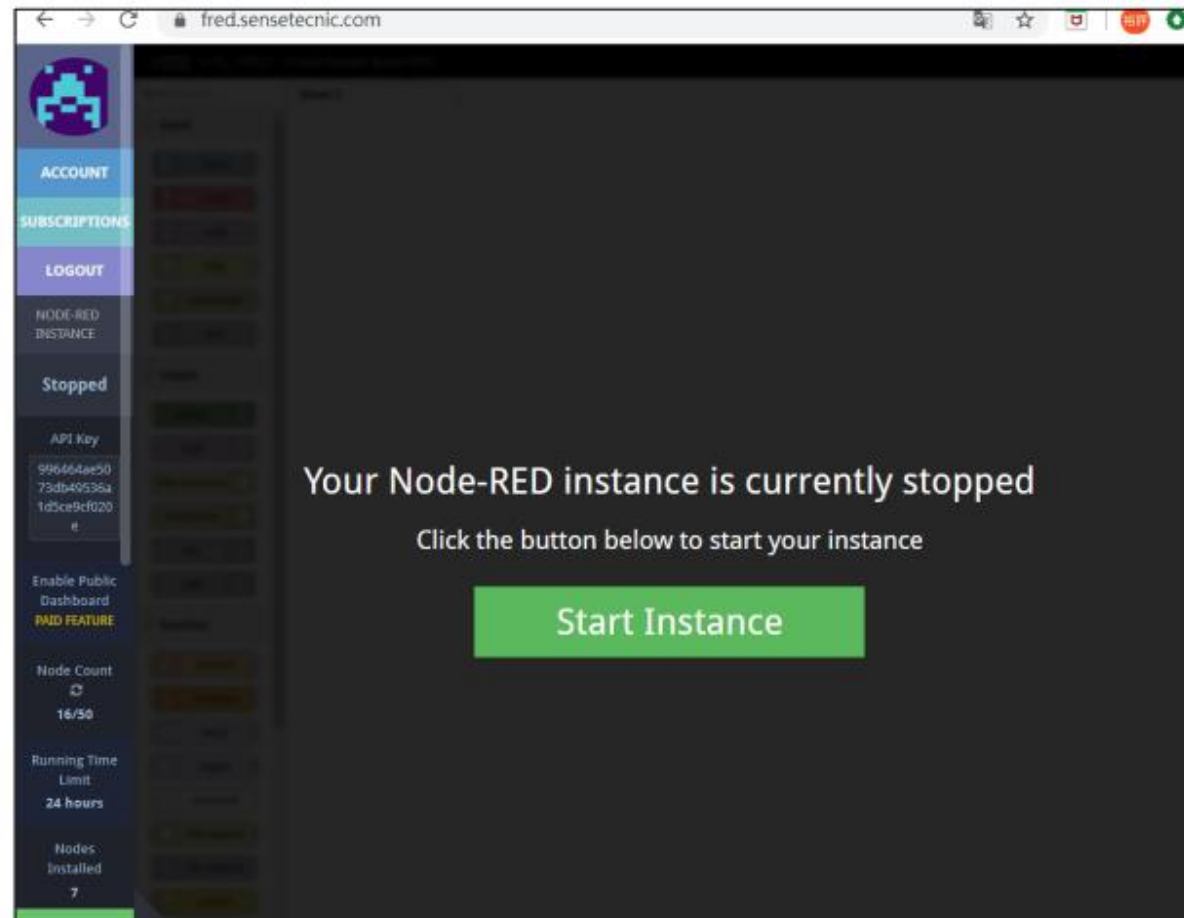 fred.sensetecnic.com
ACCOUNT
SUBSCRIPTIONS
LOGOUT
NODE-RED
INSTANCE
Stopped
API Key
996464ae50
73db49536a
1d5ce9cf020
e
Enable Public
Dashboard
PAID FEATURE
Node Count
16/50
Running Time
Limit
24 hours
Nodes
Installed
7
Your Node-RED instance is currently stopped
Click the button below to start your instance
Start Instance